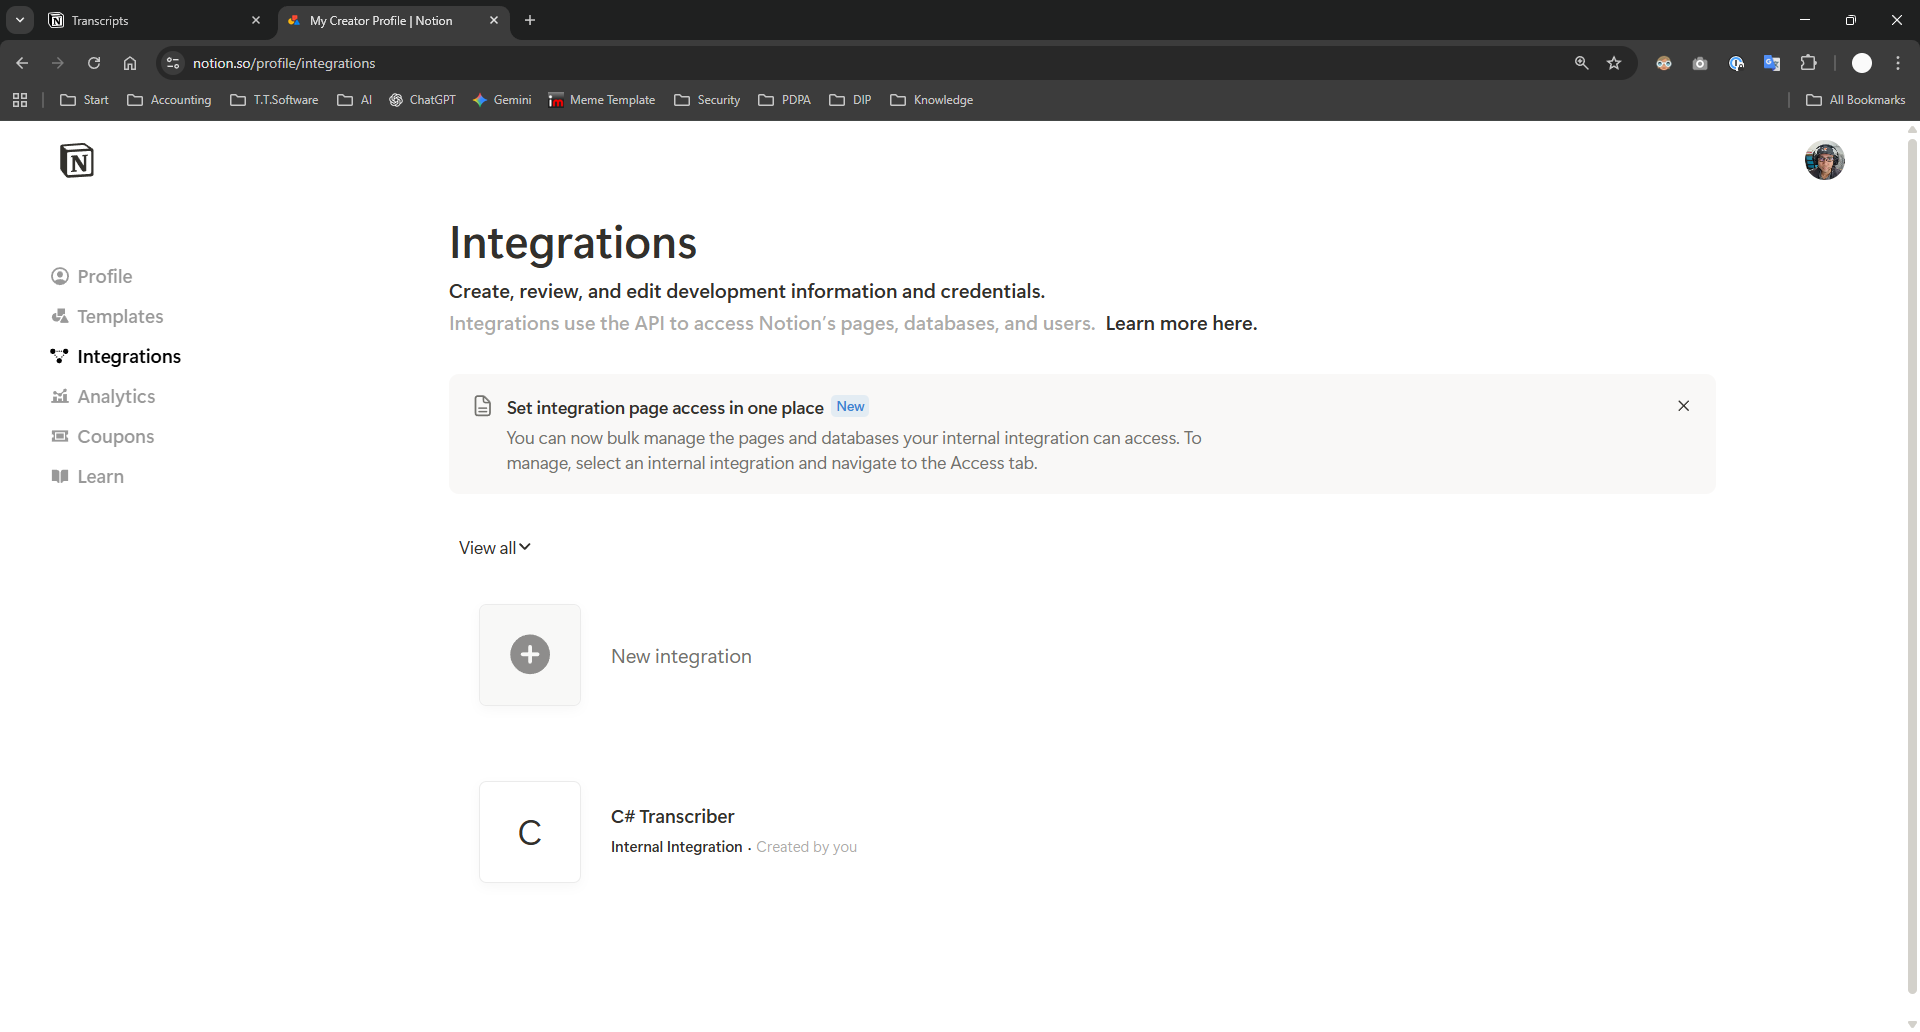 Transcripts
My Creator Profile | Notion
notion.so/profile/integrations
Start
Accounting
T.T.Software
AI
ChatGPT
Gemini
Meme Template
Security
PDPA
DIP
Knowledge
All Bookmarks
N
Integrations
Create, review, and edit development information and credentials.
Integrations use the API to access Notion's pages, databases, and users. Learn more here.
Profile
Templates
Integrations
Analytics
Coupons
Learn
Set integration page access in one place New
You can now bulk manage the pages and databases your internal integration can access. To
manage, select an internal integration and navigate to the Access tab.
View all
New integration
C
C# Transcriber
Internal Integration · Created by you